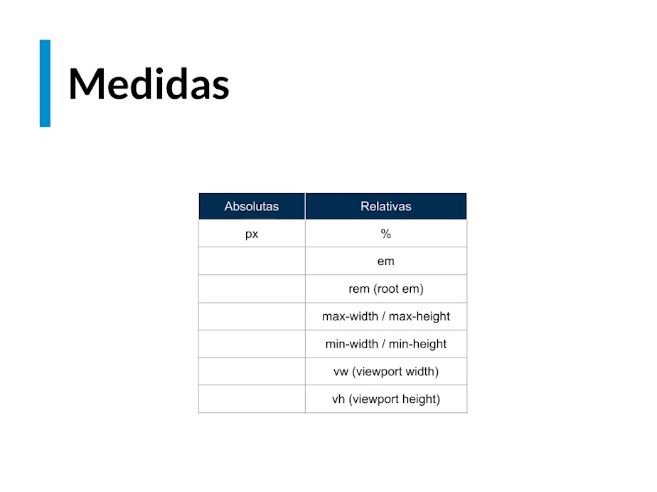 Medidas
Absolutas Relativas
px %
em
rem (root em)
max-width / max-height
min-width / min-height
vw (viewport width)
vh (viewport height)